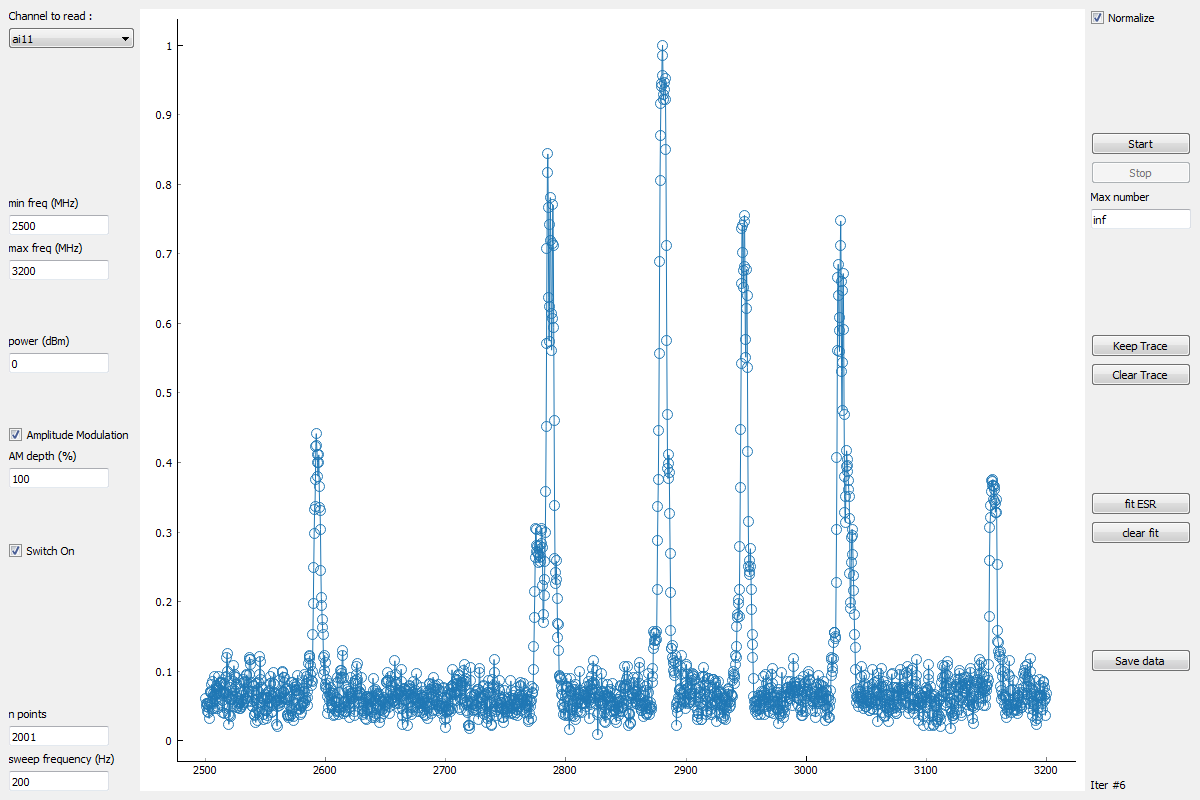 Channel to read :
ai11
min freq (MHz)
2500
max freq (MHz)
3200
power (dBm)
0
Amplitude Modulation
AM depth (%)
100
Switch On
n points
2001
sweep frequency (Hz)
200
1
0.9
0.8
0.7
0.6
0.5
0.4
0.3
0.2
0.1
0
2500 2600 2700 2800 2900 3000 3100 3200
Normalize
Start
Stop
Max number
inf
Keep Trace
Clear Trace
fit ESR
clear fit
Save data
Iter #6